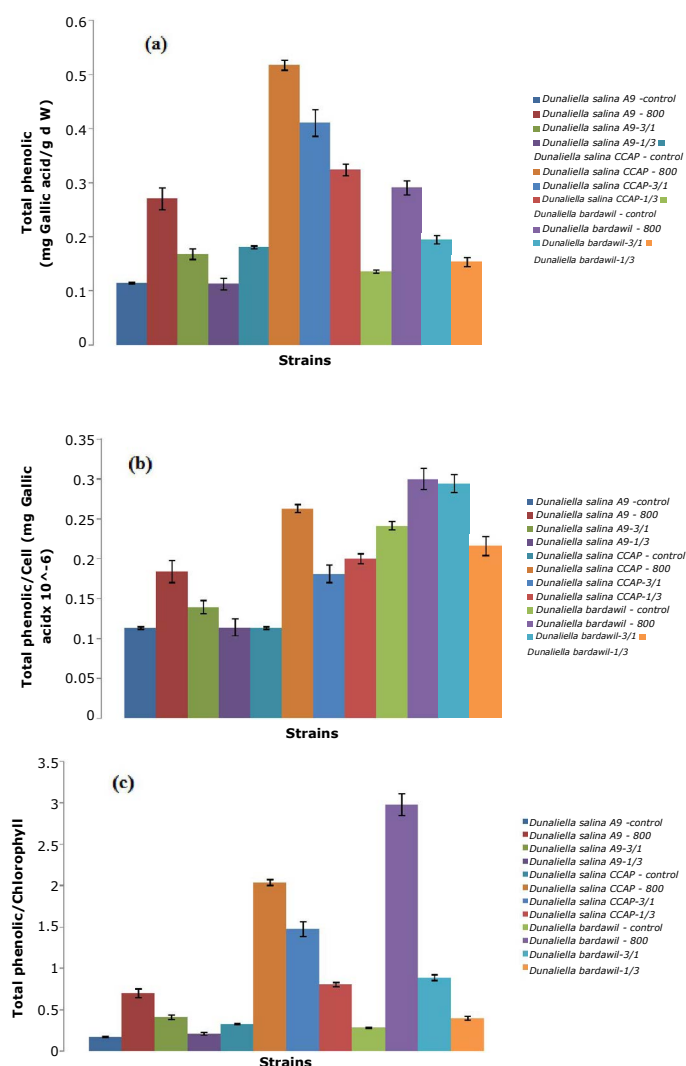 (a)
Total phenolic
(mg Gallic acid/g d W)
0.6
0.5
0.4
0.3
0.2
0.1
0
Strains
Dunaliella salina A9 -control
Dunaliella salina A9 - 800
Dunaliella salina A9-3/1
Dunaliella salina A9-1/3
Dunaliella salina CCAP - control
Dunaliella salina CCAP - 800
Dunaliella salina CCAP-3/1
Dunaliella salina CCAP-1/3
Dunaliella bardawil - control
Dunaliella bardawil - 800
Dunaliella bardawil-3/1
Dunaliella bardawil-1/3
(b)
Total phenolic/Cell (mg Gallic
acidx 10^-6)
0.35
0.3
0.25
0.2
0.15
0.1
0.05
0
Strains
Dunaliella salina A9 -control
Dunaliella salina A9 - 800
Dunaliella salina A9-3/1
Dunaliella salina A9-1/3
Dunaliella salina CCAP - control
Dunaliella salina CCAP - 800
Dunaliella salina CCAP-3/1
Dunaliella salina CCAP-1/3
Dunaliella bardawil - control
Dunaliella bardawil - 800
Dunaliella bardawil-3/1
Dunaliella bardawil-1/3
(c)
Total phenolic/Chlorophyll
3.5
3
2.5
2
1.5
1
0.5
0
Strains
Dunaliella salina A9 -control
Dunaliella salina A9 - 800
Dunaliella salina A9-3/1
Dunaliella salina A9-1/3
Dunaliella salina CCAP - control
Dunaliella salina CCAP - 800
Dunaliella salina CCAP-3/1
Dunaliella salina CCAP-1/3
Dunaliella bardawil - control
Dunaliella bardawil - 800
Dunaliella bardawil-3/1
Dunaliella bardawil-1/3